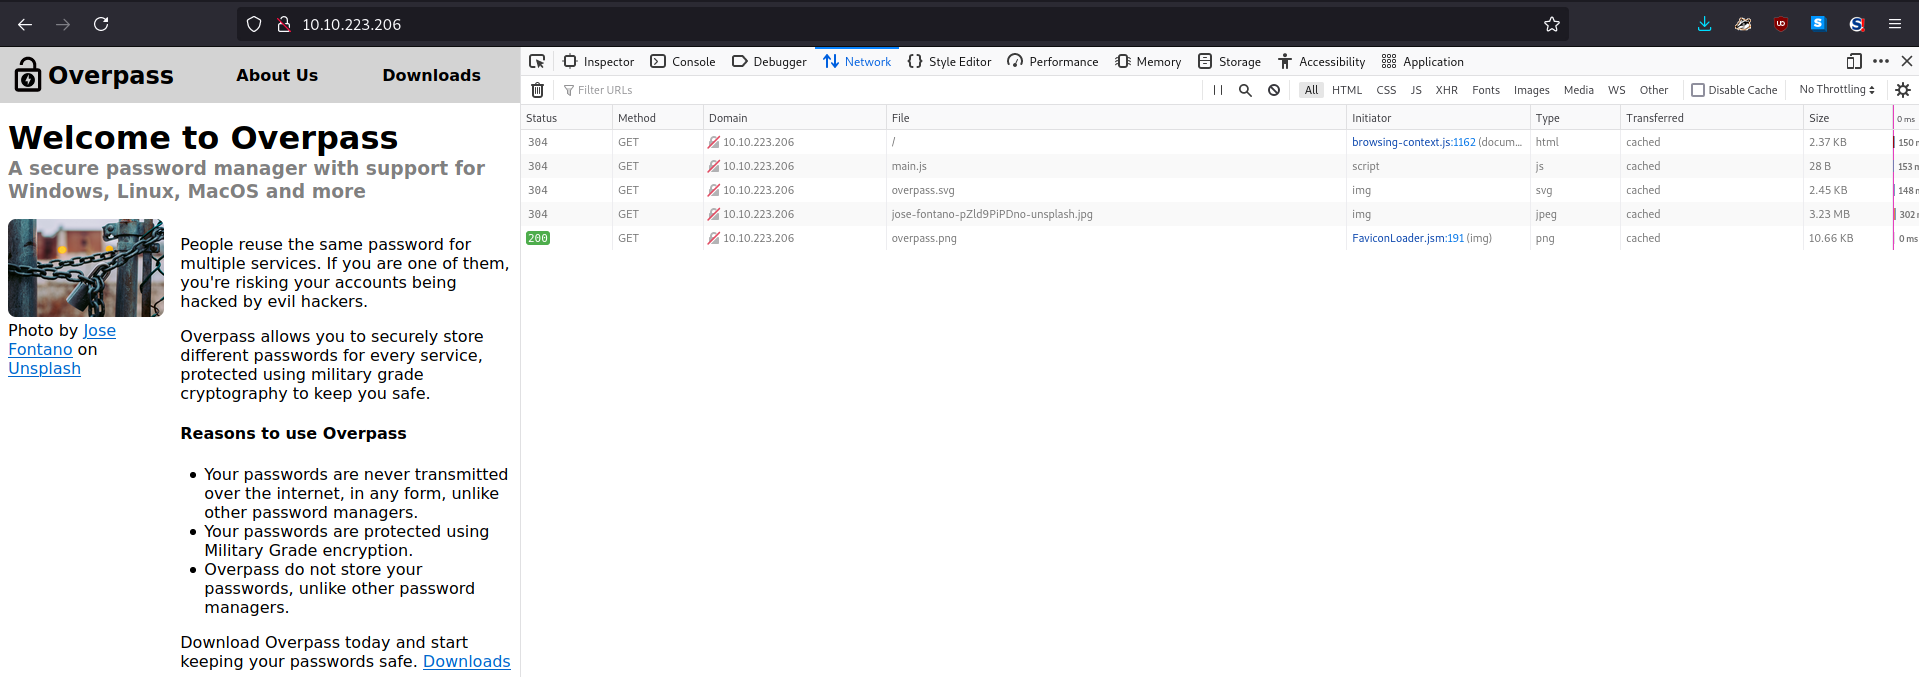 10.10.223.206
Overpass About Us Downloads
Welcome to Overpass
A secure password manager with support for
Windows, Linux, MacOS and more
Photo by Jose
Fontano on
Unsplash
People reuse the same password for
multiple services. If you are one of them,
you're risking your accounts being
hacked by evil hackers.
Overpass allows you to securely store
different passwords for every service,
protected using military grade
cryptography to keep you safe.
Reasons to use Overpass
Your passwords are never transmitted
over the internet, in any form, unlike
other password managers.
Your passwords are protected using
Military Grade encryption.
Overpass do not store your
passwords, unlike other password
managers.
Download Overpass today and start
keeping your passwords safe. Downloads
Inspector Console Debugger Network Style Editor Performance Memory Storage Accessibility Application
Filter URLs All HTML CSS JS XHR Fonts Images Media WS Other Disable Cache No Throttling
Status Method Domain File Initiator Type Transferred Size 0 ms
304 GET 10.10.223.206 / browsing-context.js:1162 (docum... html cached 2.37 KB 150 m
304 GET 10.10.223.206 main.js script js cached 28 B 153 m
304 GET 10.10.223.206 overpass.svg img svg cached 2.45 KB 148 m
304 GET 10.10.223.206 jose-fontano-pZld9PiPDno-unsplash.jpg img jpeg cached 3.23 MB 302
200 GET 10.10.223.206 overpass.png FaviconLoader.jsm:191 (img) png cached 10.66 KB 0 ms